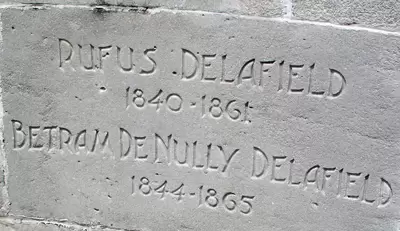 RUFUS DELAFIELD
1840-1861
BETRAM DE NULLY DELAFIELD
1844-1865